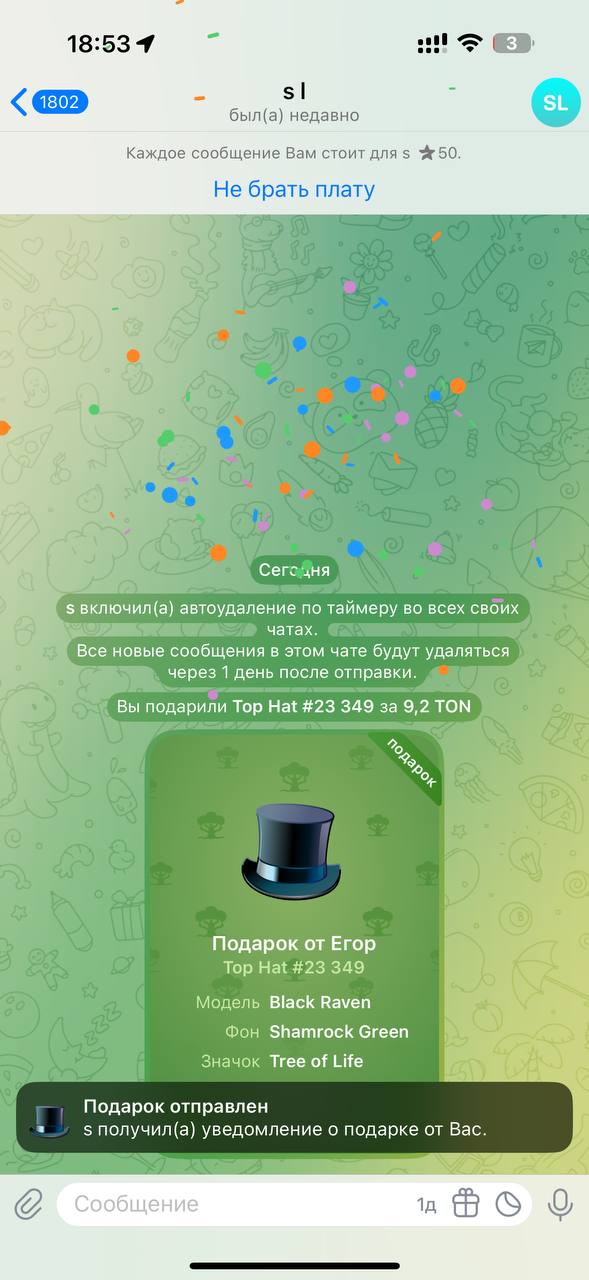 18:53
3
1802
s l
был(а) недавно
SL
Каждое сообщение Вам стоит для s ★50.
Не брать плату
Сегодня
s включил(а) автоудаление по таймеру во всех своих
чатах.
Все новые сообщения в этом чате будут удаляться
через 1 день после отправки.
Вы подарили Top Hat #23 349 за 9,2 TON
подарок
Подарок от Егор
Top Hat #23 349
Модель Black Raven
Фон Shamrock Green
Значок Tree of Life
Подарок отправлен
s получил(а) уведомление о подарке от Вас.
Сообщение
1д